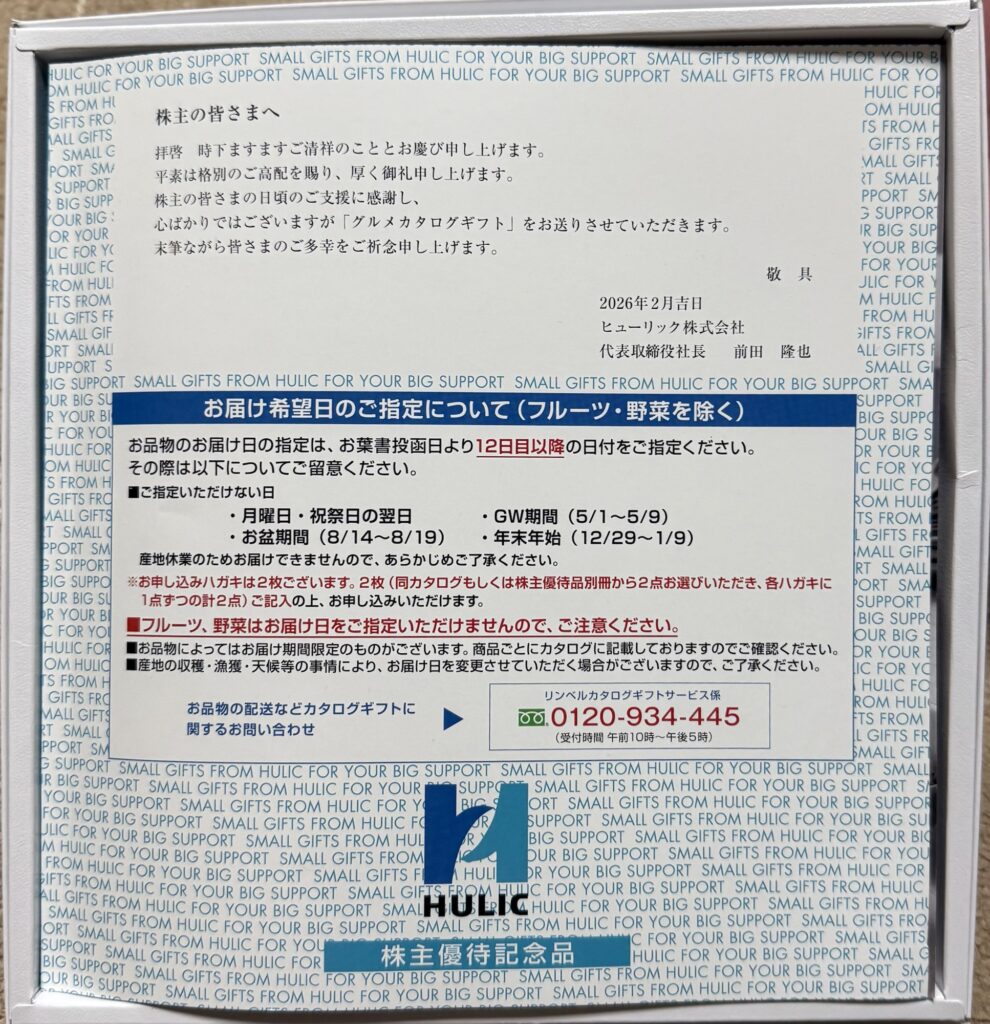 SMALL GIFTS FROM HULIC FOR YOUR BIG SUPPORT
株主の皆さまへ
拝啓 時下ますますご清祥のこととお慶び申し上げます。
平素は格別のご高配を賜り、厚く御礼申し上げます。
株主の皆さまの日頃のご支援に感謝し、
心ばかりではございますが「グルメカタログギフト」をお送りさせていただきます。
末筆ながら皆さまのご多幸をご祈念申し上げます。
敬 具
2026年2月吉日
ヒューリック株式会社
代表取締役社長 前田 隆也
SMALL GIFTS FROM HULIC FOR YOUR BIG SUPPORT
お届け希望日のご指定について(フルーツ・野菜を除く)
お品物のお届け日の指定は、お葉書投函日より12日目以降の日付をご指定ください。
その際は以下についてご留意ください。
■ご指定いただけない日
・月曜日・祝祭日の翌日 ・GW期間(5/1〜5/9)
・お盆期間(8/14〜8/19) ・年末年始(12/29〜1/9)
産地休業のためお届けできませんので、あらかじめご了承ください。
※お申し込みハガキは2枚ございます。2枚(同カタログもしくは株主優待品別冊から2点お選びいただき、各ハガキに
1点ずつの計2点)ご記入の上、お申し込みいただけます。
■フルーツ、野菜はお届け日をご指定いただけませんので、ご注意ください。
■お品物によってはお届け期間限定のものがございます。商品ごとにカタログに記載しておりますのでご確認ください。
■産地の収穫・漁獲・天候等の事情により、お届け日を変更させていただく場合がございますので、ご了承ください。
お品物の配送などカタログギフトに
関するお問い合わせ
リンベルカタログギフトサービス係
0120-934-445
(受付時間 午前10時〜午後5時)
SMALL GIFTS FROM HULIC FOR YOUR BIG SUPPORT
HULIC
株主優待記念品